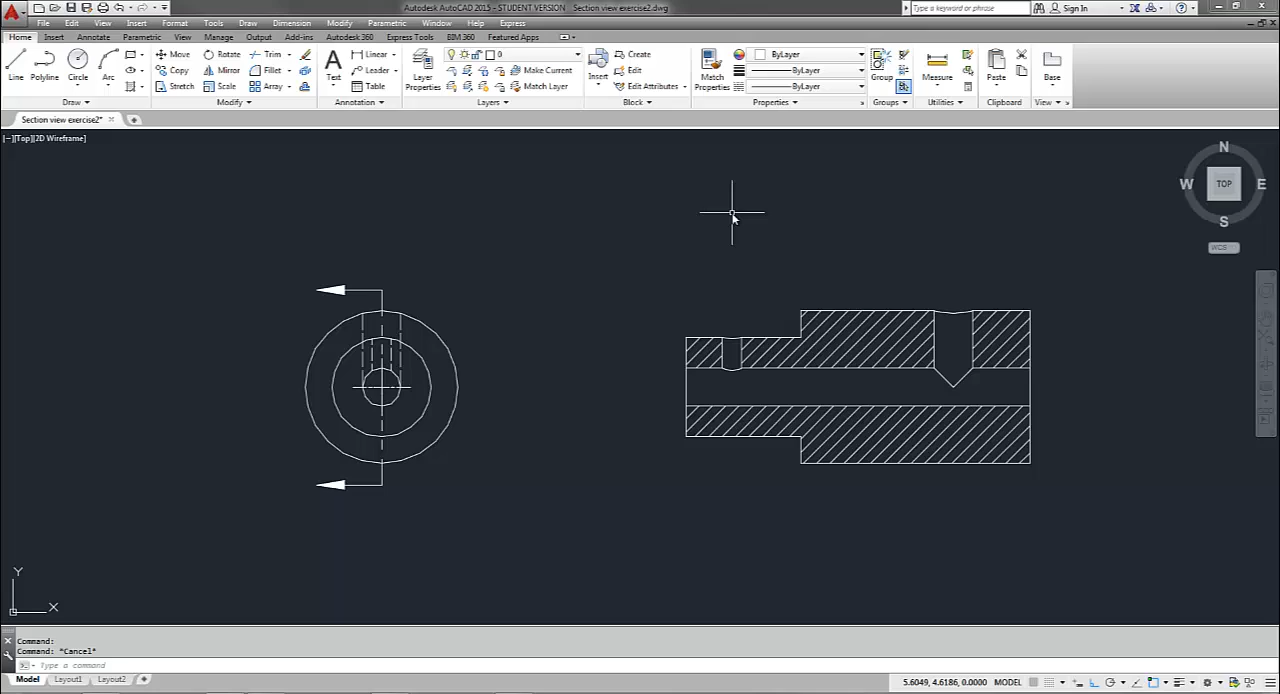 Autodesk AutoCAD 2015 - STUDENT VERSION Section view exercise2.dwg
Type a keyword or phrase
Sign In
File Edit View Insert Format Tools Draw Dimension Modify Parametric Window Help Express
Home Insert Annotate Parametric View Manage Output Add-ins Autodesk 360 Express Tools BIM 360 Featured Apps
Line Polyline Circle Arc
Move Rotate Trim
Copy Mirror Fillet
Stretch Scale Array
Text
Linear
Leader
Table
Layer
Properties
0
Make Current
Match Layer
Insert
Create
Edit
Edit Attributes
Match
Properties
ByLayer
ByLayer
ByLayer
Group
Measure
Paste
Base
Draw Modify Annotation Layers Block Properties Groups Utilities Clipboard View
Section view exercise2*
[−][Top][2D Wireframe]
N
W TOP E
S
WCS
Y
X
Command:
Command: *Cancel*
Type a command
Model Layout1 Layout2
5.6049, 4.6186, 0.0000 MODEL